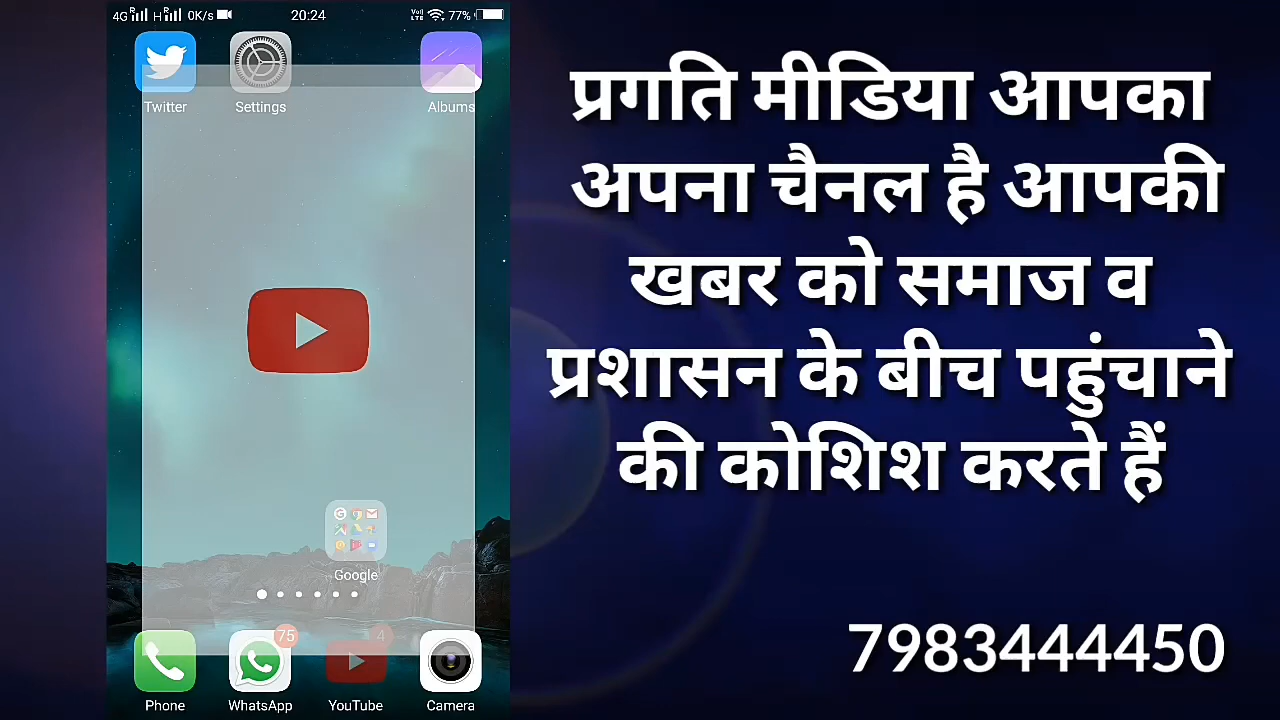 4G R H R 0K/s 20:24 VoLTE 77%
Twitter Settings Albums
Google
75 4
Phone WhatsApp YouTube Camera
प्रगति मीडिया आपका
अपना चैनल है आपकी
खबर को समाज व
प्रशासन के बीच पहुंचाने
की कोशिश करते हैं
7983444450